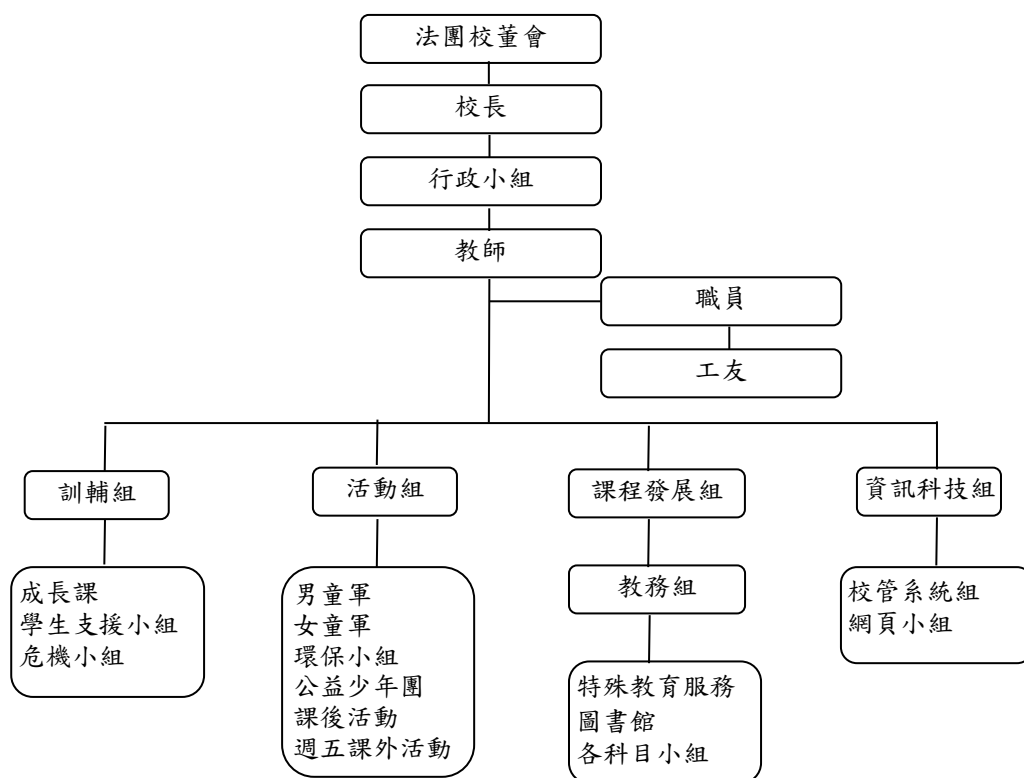 法團校董會
校長
行政小組
教師
職員
工友
訓輔組
活動組
課程發展組
資訊科技組
成長課
學生支援小組
危機小組
男童軍
女童軍
環保小組
公益少年團
課後活動
週五課外活動
教務組
特殊教育服務
圖書館
各科目小組
校管系統組
網頁小組